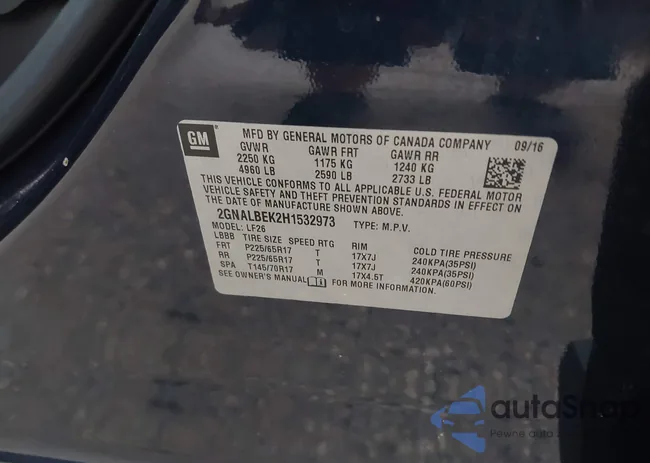 GM
MFD BY GENERAL MOTORS OF CANADA COMPANY 09/16
GVWR GAWR FRT GAWR RR
2250 KG 1175 KG 1240 KG
4960 LB 2590 LB 2733 LB
THIS VEHICLE CONFORMS TO ALL APPLICABLE U.S. FEDERAL MOTOR
VEHICLE SAFETY AND THEFT PREVENTION STANDARDS IN EFFECT ON
THE DATE OF MANUFACTURE SHOWN ABOVE.
2GNALBEK2H1532973 TYPE: M.P.V.
MODEL: LF26
LBBB TIRE SIZE SPEED RTG RIM COLD TIRE PRESSURE
FRT P225/65R17 T 17X7J 240KPA(35PSI)
RR P225/65R17 T 17X7J 240KPA(35PSI)
SPA T145/70R17 M 17X4.5T 420KPA(60PSI)
SEE OWNER'S MANUAL FOR MORE INFORMATION.
autoSnap
Pewne auto z